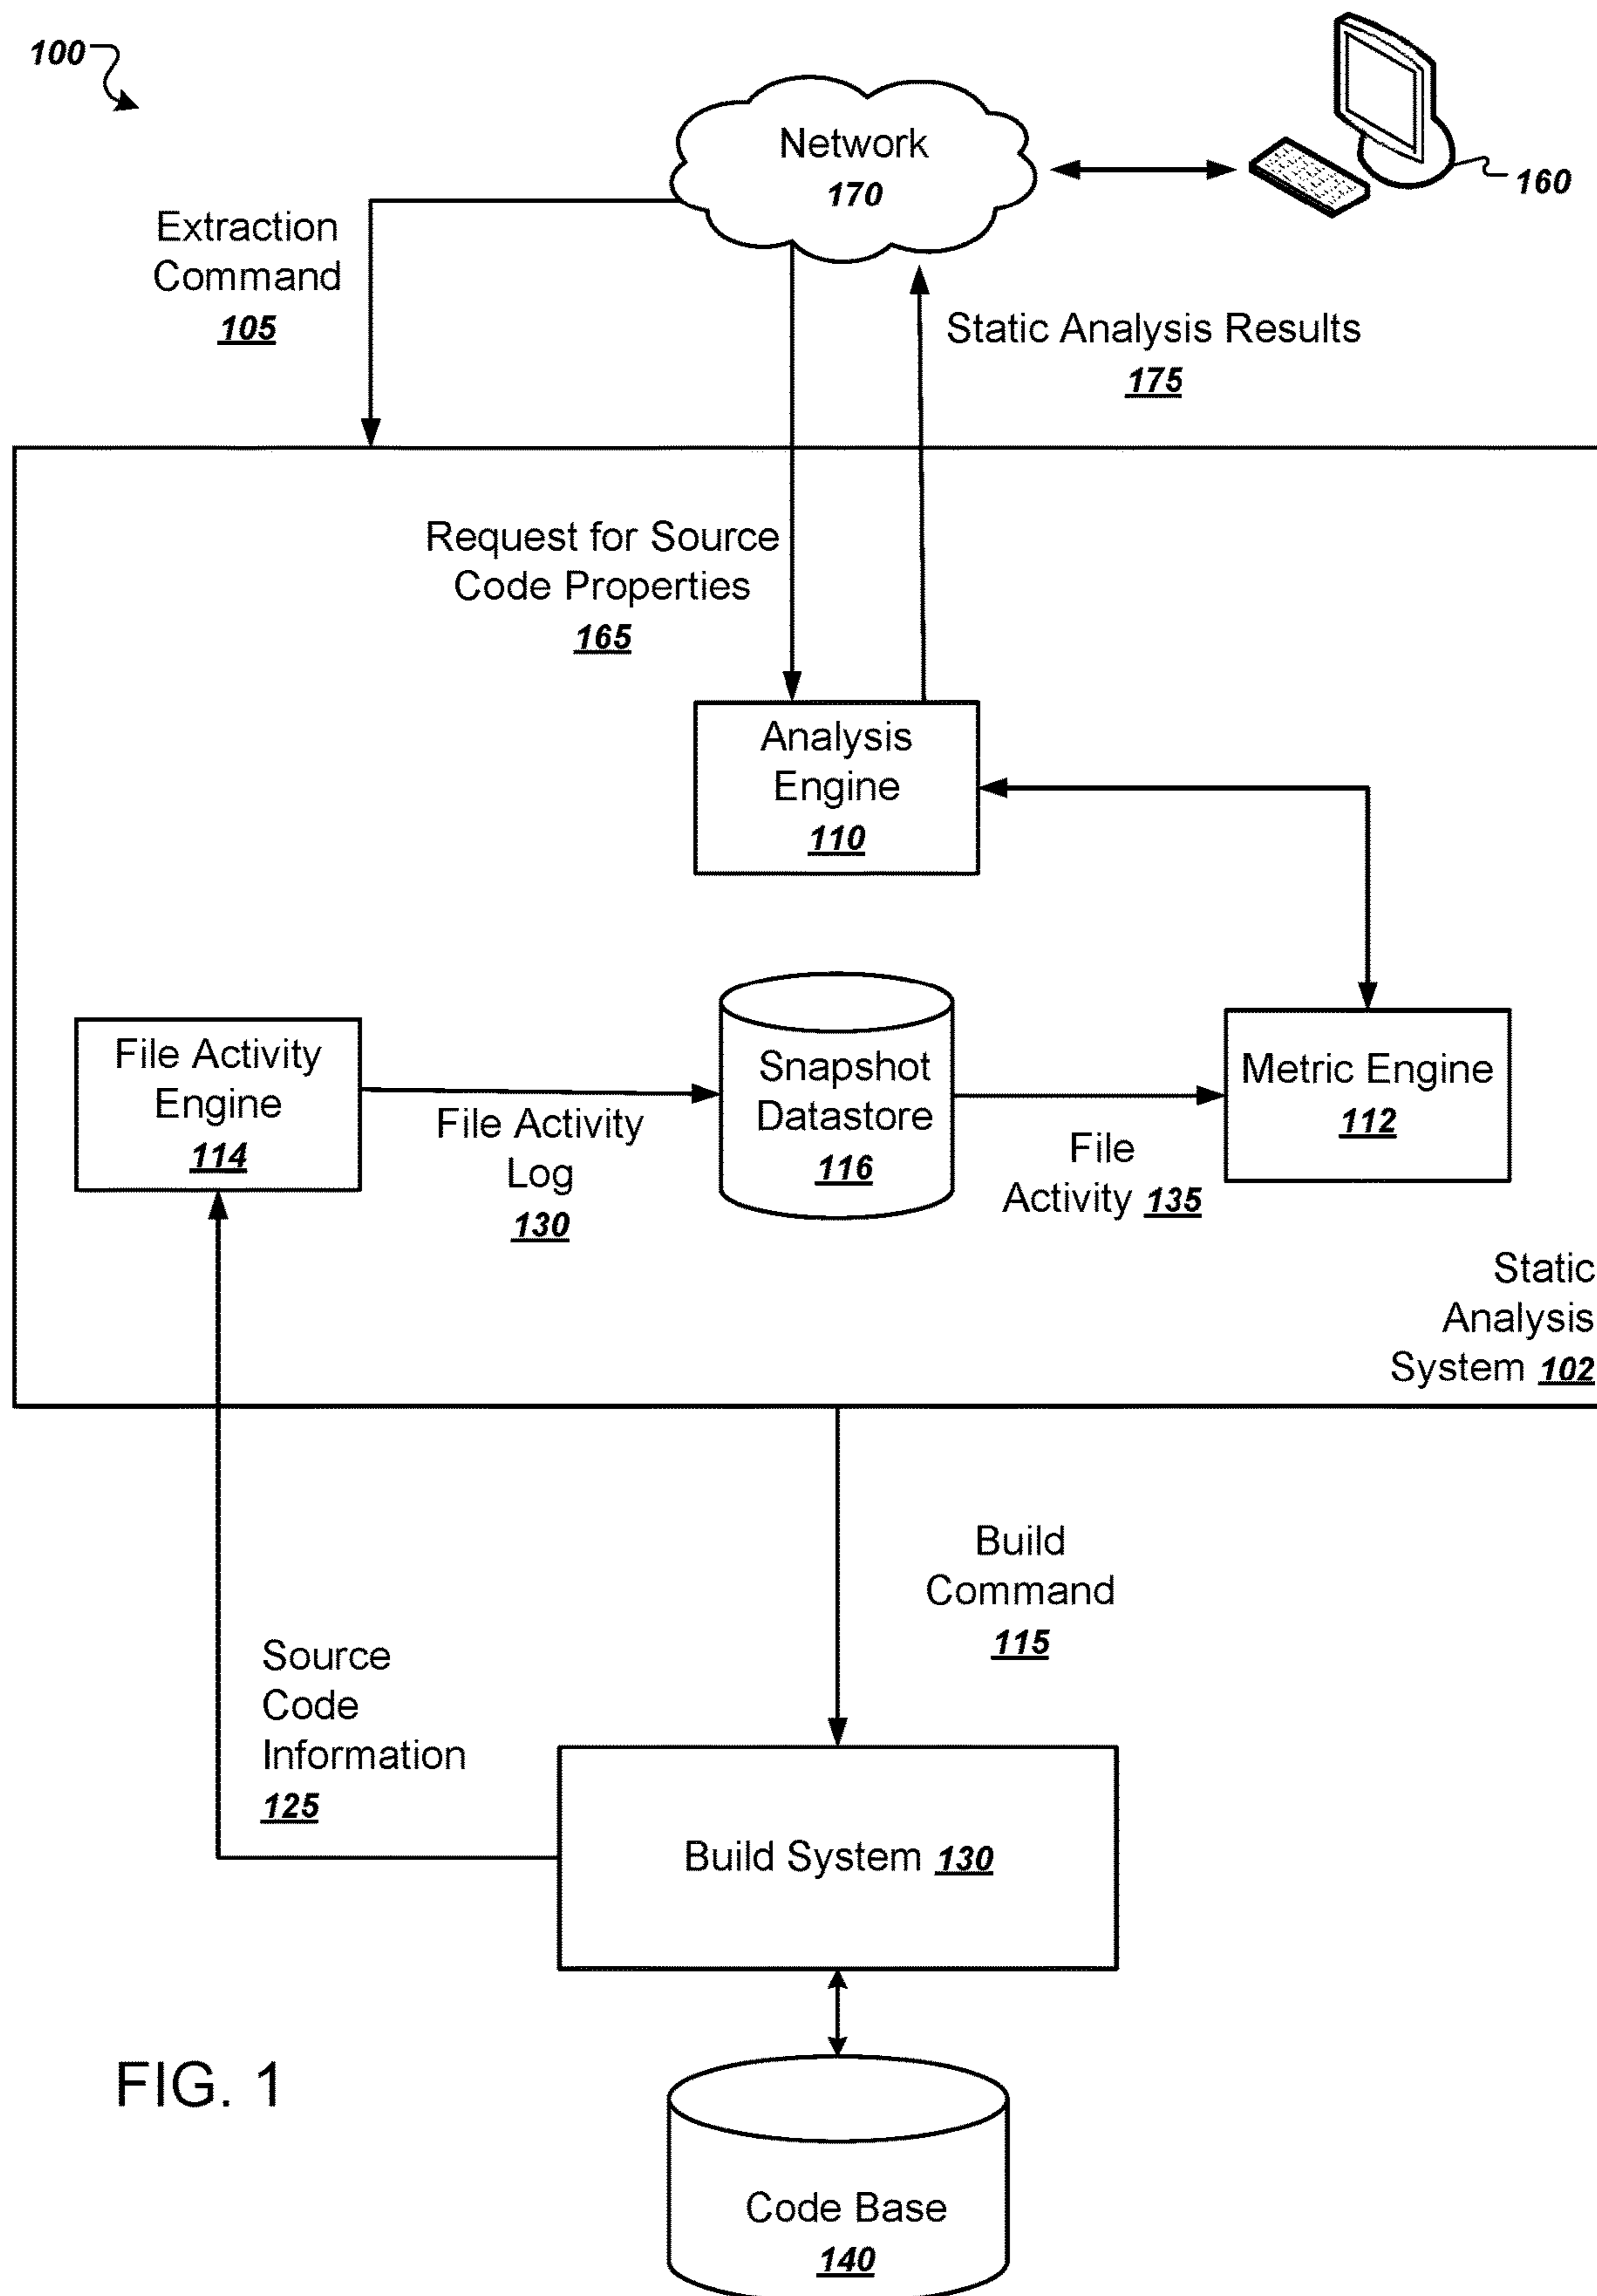 100
Network
170
160
Extraction
Command
105
Static Analysis Results
175
Request for Source
Code Properties
165
Analysis
Engine
110
File Activity
Engine
114
File Activity
Log
130
Snapshot
Datastore
116
File
Activity 135
Metric Engine
112
Static
Analysis
System 102
Build
Command
115
Source
Code
Information
125
Build System 130
FIG. 1
Code Base
140